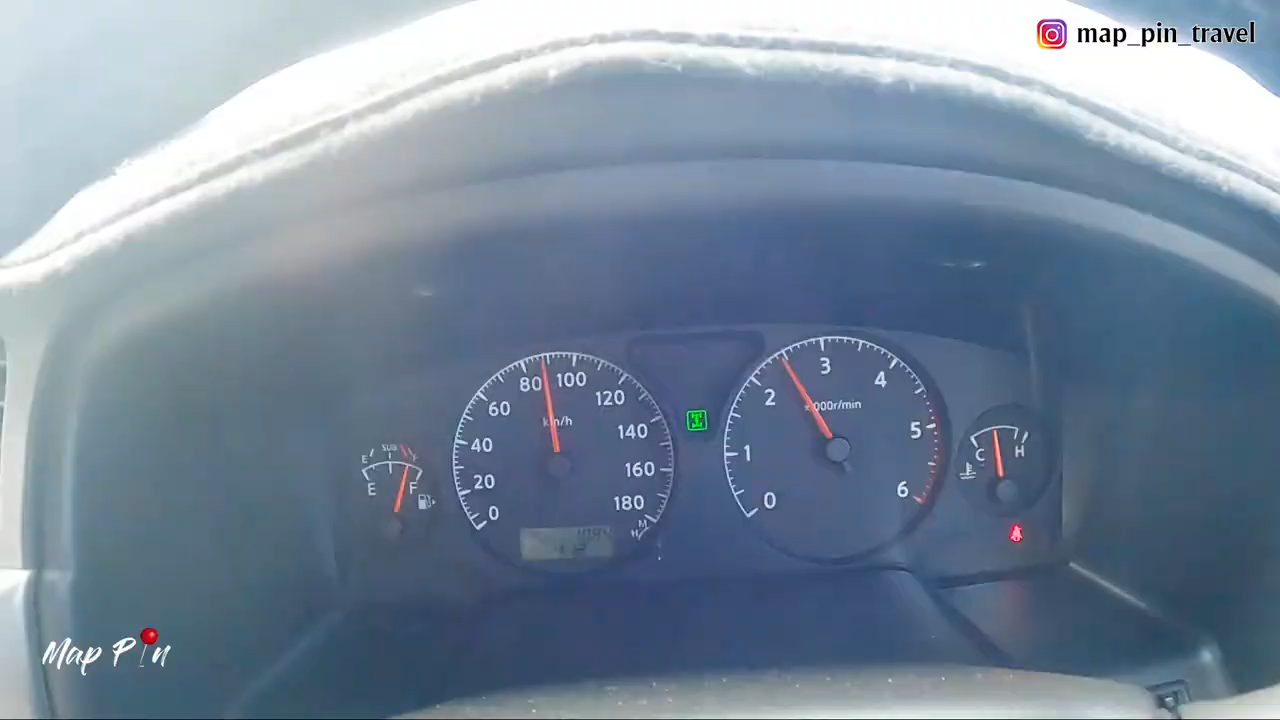 map_pin_travel
80 100
60 120
km/h
40 140
20 160
0 180
3
2 4
x1000r/min
1 5
0 6
E SUB F
E F
C H
M
H
Map Pin